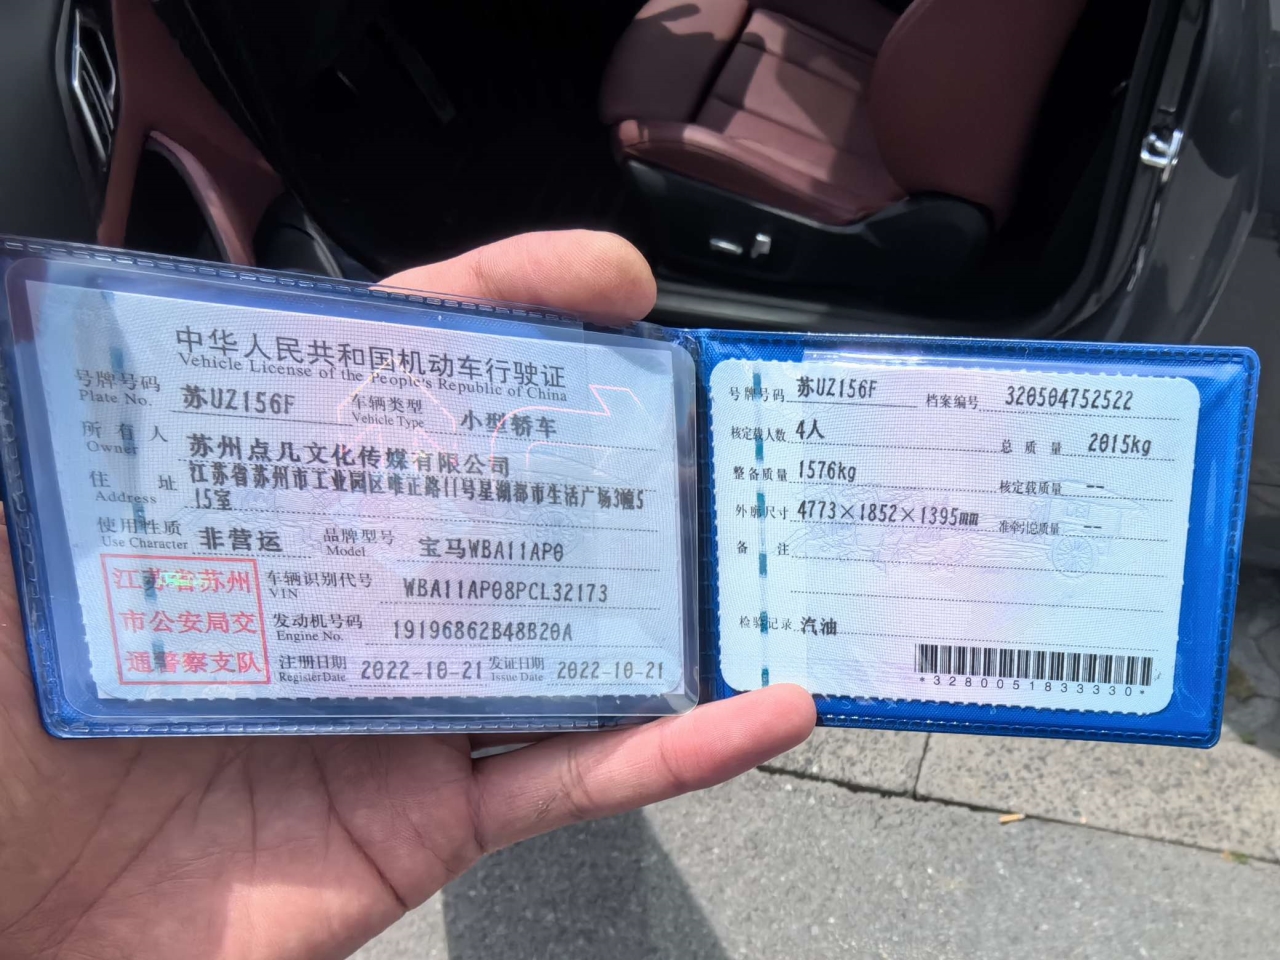 中华人民共和国机动车行驶证
Vehicle License of the People's Republic of China
号牌号码 苏UZ156F 车辆类型 小型轿车
Plate No. Vehicle Type
所有人 苏州点几文化传媒有限公司
Owner
住址 江苏省苏州市工业园区唯正路11号星湖都市生活广场3幢5
Address 15室
使用性质 非营运 品牌型号 宝马WBA11AP0
Use Character Model
江苏省苏州
市公安局交
通警察支队
车辆识别代号 WBA11AP08PCL32173
VIN
发动机号码 19196862B48B20A
Engine No.
注册日期 2022-10-21 发证日期 2022-10-21
Register Date Issue Date
号牌号码 苏UZ156F 档案编号 320504752522
核定载人数 4人 总质量 2015kg
整备质量 1576kg 核定载质量 --
外廓尺寸 4773×1852×1395mm 准牵引总质量 --
备注
检验记录 汽油
*3280051833330*